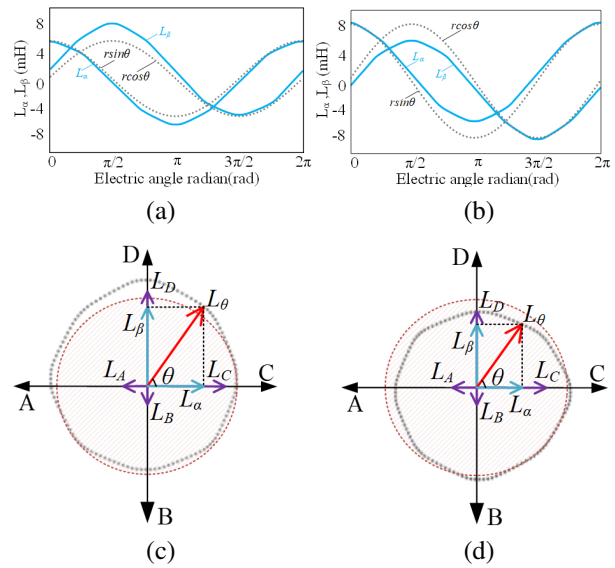 8
4
0
-4
-8
Lα ,Lβ (mH)
Lβ
rsinθ
rcosθ
Lα
0
π/2
π
3π/2
2π
Electric angle radian(rad)
(a)
8
4
0
-4
-8
Lα ,Lβ (mH)
rcosθ
Lα
Lβ
rsinθ
0
π/2
π
3π/2
2π
Electric angle radian(rad)
(b)
D
LD
Lθ
Lβ
LA
θ
LC
A
C
LB
Lα
B
(c)
D
LD
Lθ
Lβ
LA
θ
LC
A
C
LB
Lα
B
(d)